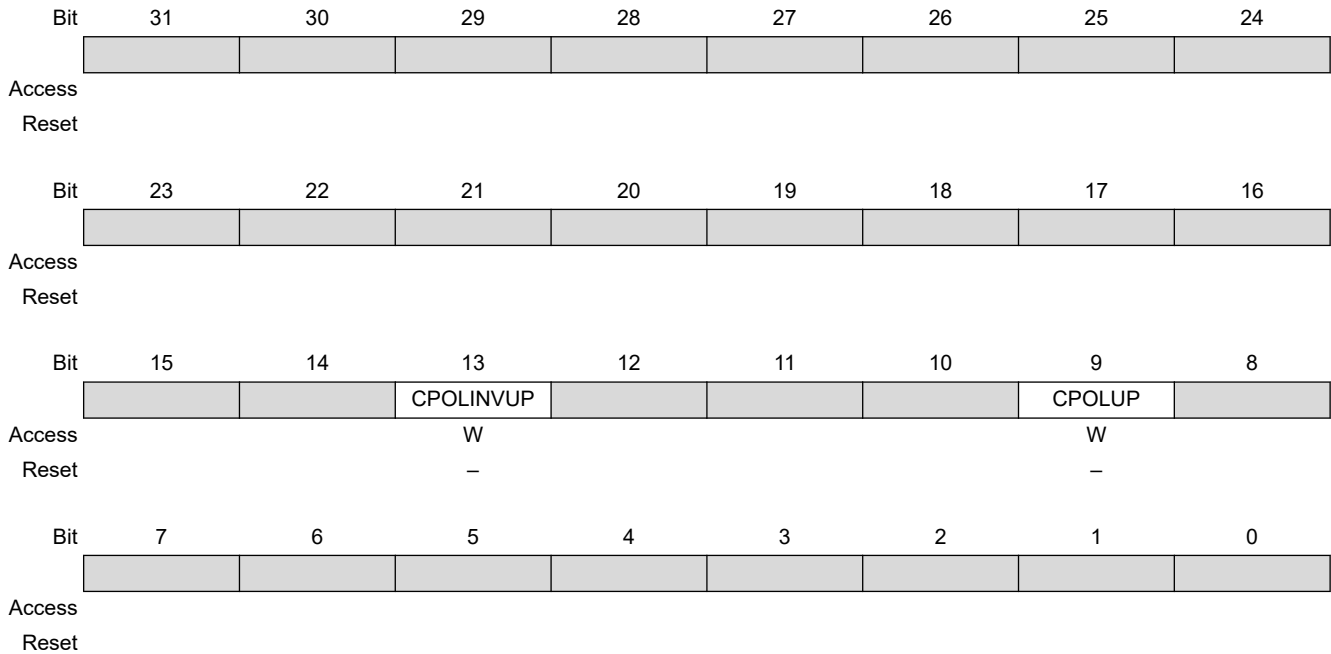 Bit 31 30 29 28 27 26 25 24
Access
Reset
Bit 23 22 21 20 19 18 17 16
Access
Reset
Bit 15 14 13 12 11 10 9 8
CPOLINVUP CPOLUP
Access W W
Reset – –
Bit 7 6 5 4 3 2 1 0
Access
Reset